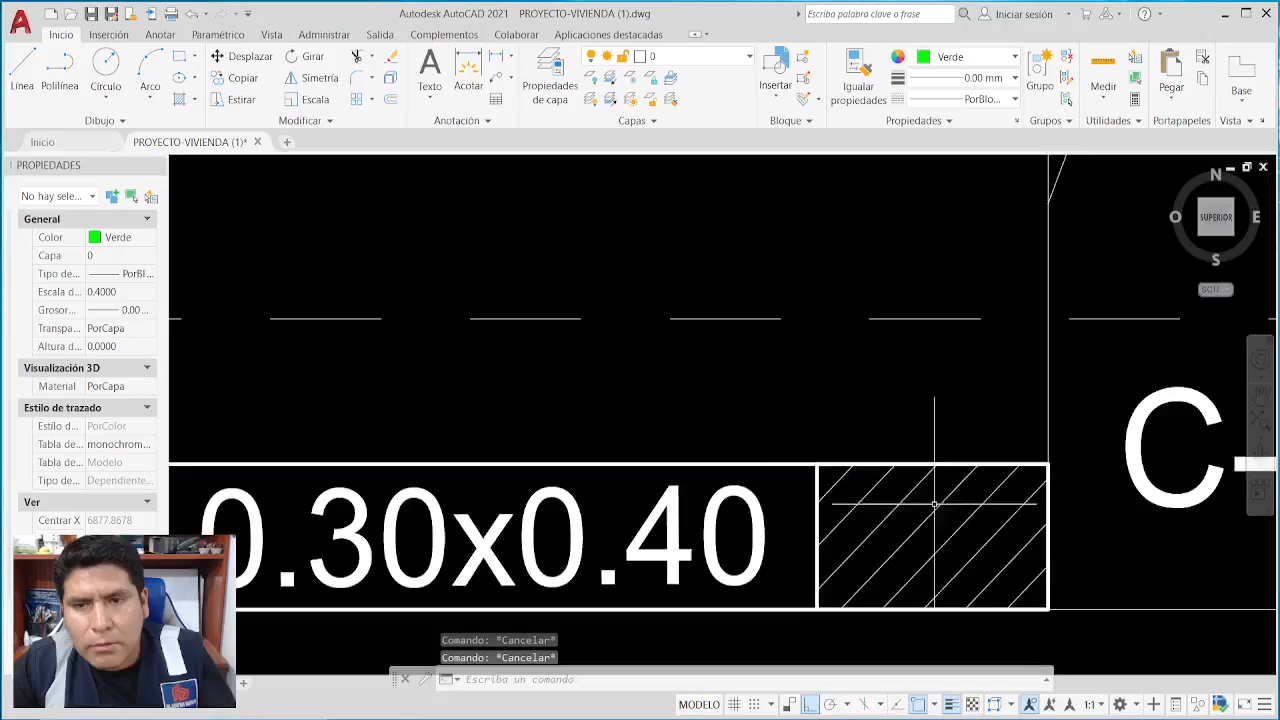 Autodesk AutoCAD 2021 PROYECTO-VIVIENDA (1).dwg
Escriba palabra clave o frase
Iniciar sesión
Inicio Inserción Anotar Paramétrico Vista Administrar Salida Complementos Colaborar Aplicaciones destacadas
Línea Polilínea Círculo Arco
Desplazar Girar
Copiar Simetría
Estirar Escala
Texto Acotar
Propiedades de capa
0
Insertar
Igualar propiedades
Verde
0.00 mm
PorBlo...
Grupo
Medir
Pegar
Base
Dibujo Modificar Anotación Capas Bloque Propiedades Grupos Utilidades Portapapeles Vista
Inicio PROYECTO-VIVIENDA (1)*
PROPIEDADES
No hay sele...
General
Color Verde
Capa 0
Tipo de... PorBl...
Escala d... 0.4000
Grosor... 0.00...
Transpa... PorCapa
Altura d... 0.0000
Visualización 3D
Material PorCapa
Estilo de trazado
Estilo d... PorColor
Tabla de... monochrom...
Tabla de... Modelo
Tipo de... Dependiente...
Ver
Centrar X 6877.8678
N
O SUPERIOR E
S
SCU
C-
0.30x0.40
Comando: *Cancelar*
Comando: *Cancelar*
Escriba un comando
MODELO
1:1